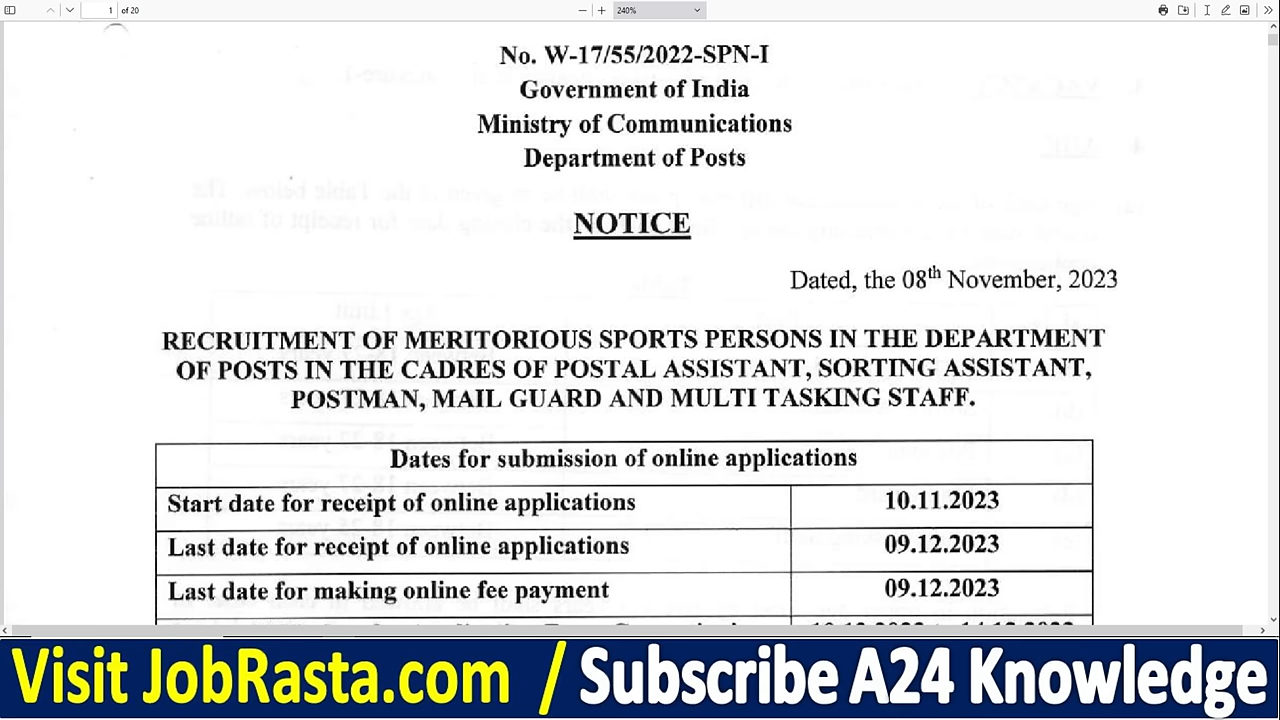 1 of 20
240%
No. W-17/55/2022-SPN-I
Government of India
Ministry of Communications
Department of Posts
NOTICE
Dated, the 08th November, 2023
RECRUITMENT OF MERITORIOUS SPORTS PERSONS IN THE DEPARTMENT
OF POSTS IN THE CADRES OF POSTAL ASSISTANT, SORTING ASSISTANT,
POSTMAN, MAIL GUARD AND MULTI TASKING STAFF.
Dates for submission of online applications
Start date for receipt of online applications 10.11.2023
Last date for receipt of online applications 09.12.2023
Last date for making online fee payment 09.12.2023
Visit JobRasta.com / Subscribe A24 Knowledge